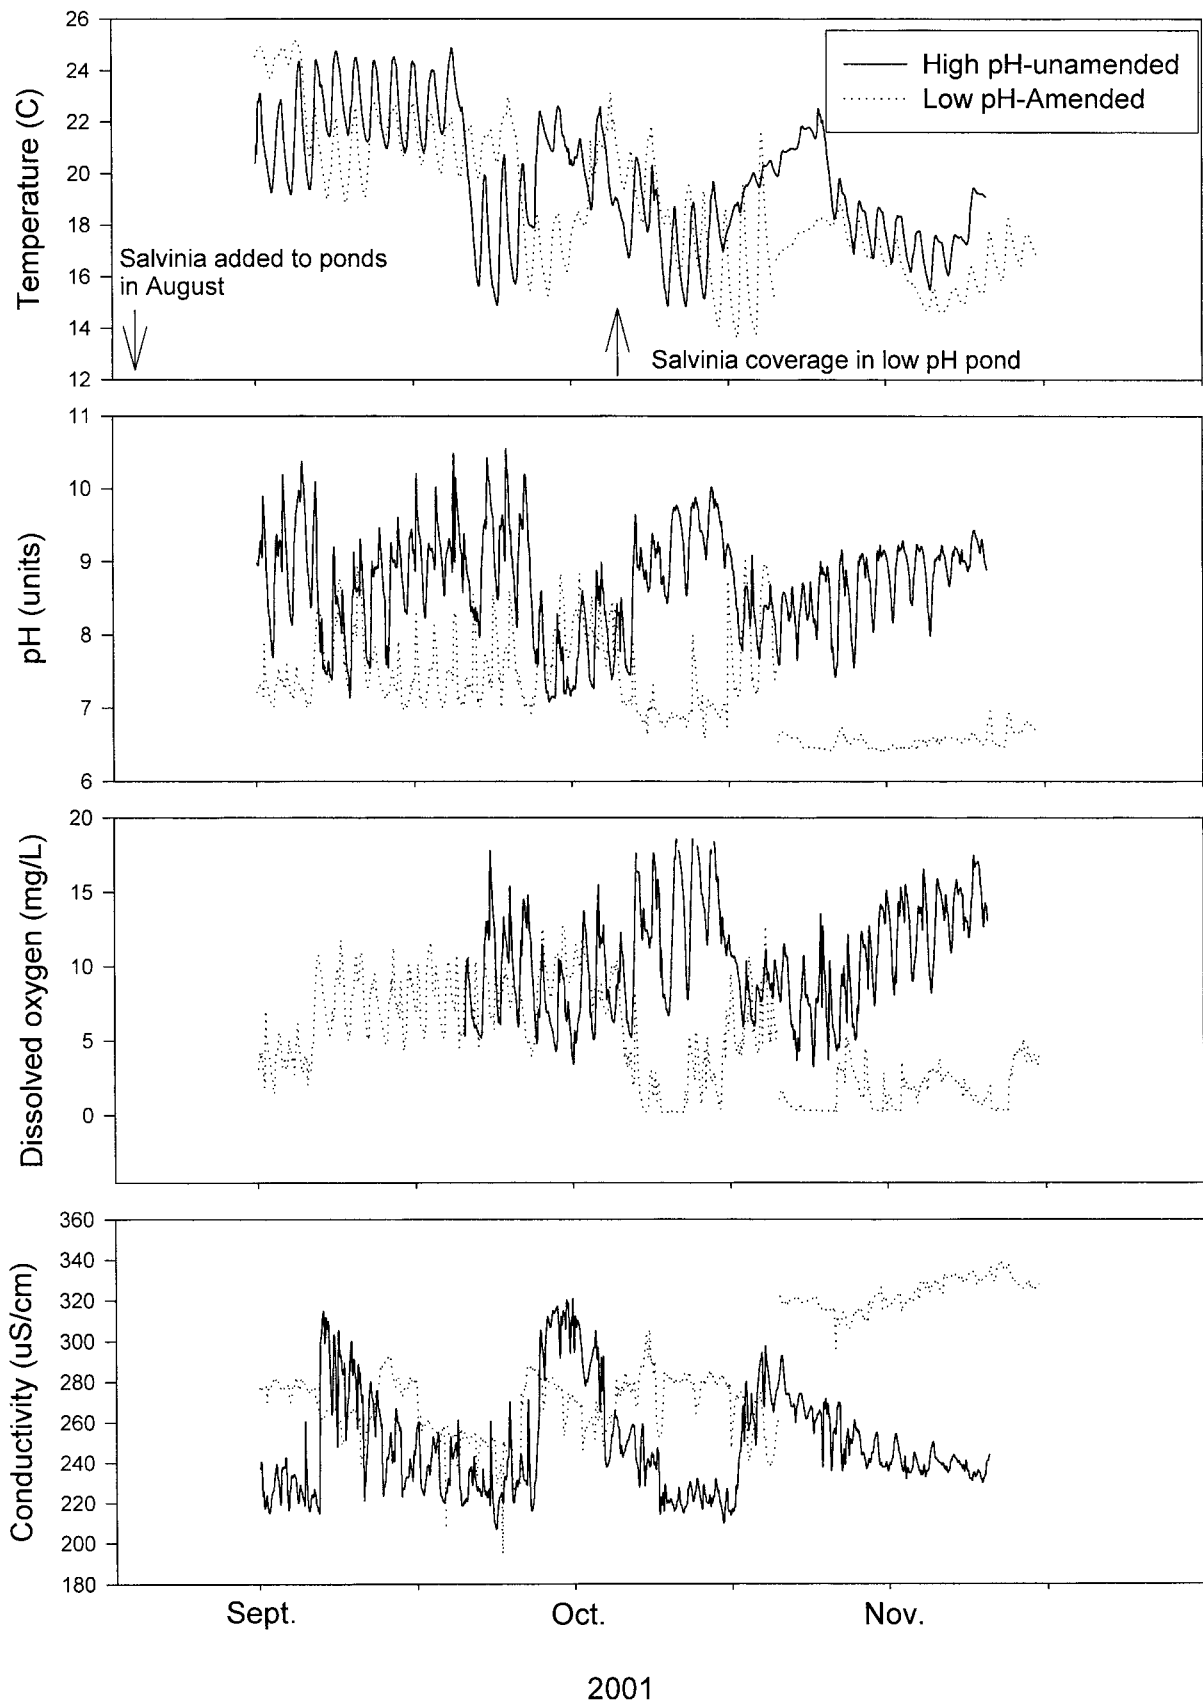 26
24
22
20
18
16
14
12
Temperature (C)
High pH-unamended
Low pH-Amended
Salvinia added to ponds
in August
Salvinia coverage in low pH pond
11
10
9
8
7
6
pH (units)
20
15
10
5
0
Dissolved oxygen (mg/L)
360
340
320
300
280
260
240
220
200
180
Conductivity (uS/cm)
Sept.
Oct.
Nov.
2001